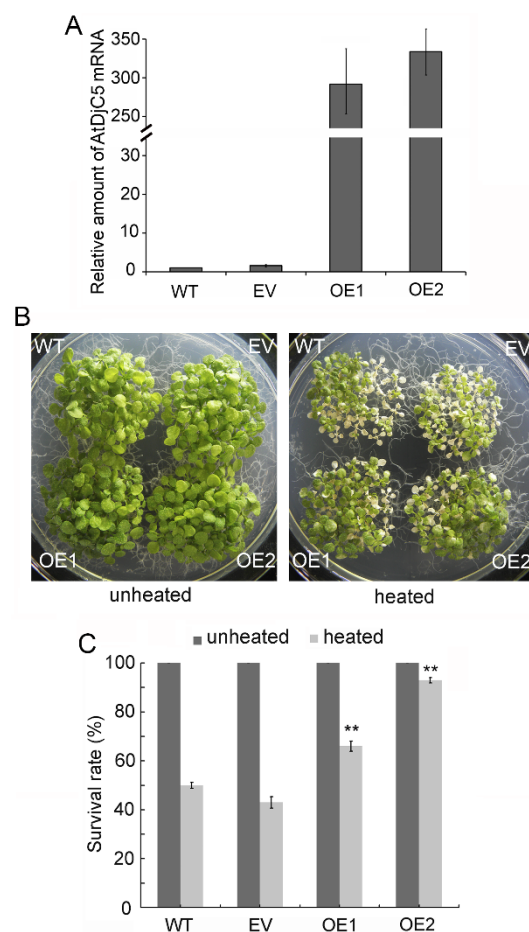 A
Relative amount of AtDjC5 mRNA
350
300
250
30
20
10
0
WT EV OE1 OE2
B
WT EV
OE1 OE2
unheated
WT EV
OE1 OE2
heated
C
unheated heated
Survival rate (%)
100
80
60
40
20
0
**
**
WT EV OE1 OE2